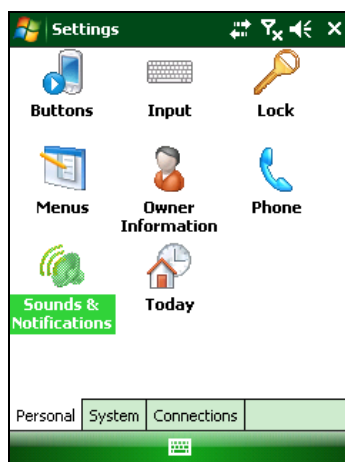 Settings
Buttons
Input
Lock
Menus
Owner
Information
Phone
Sounds &
Notifications
Today
Personal
System
Connections